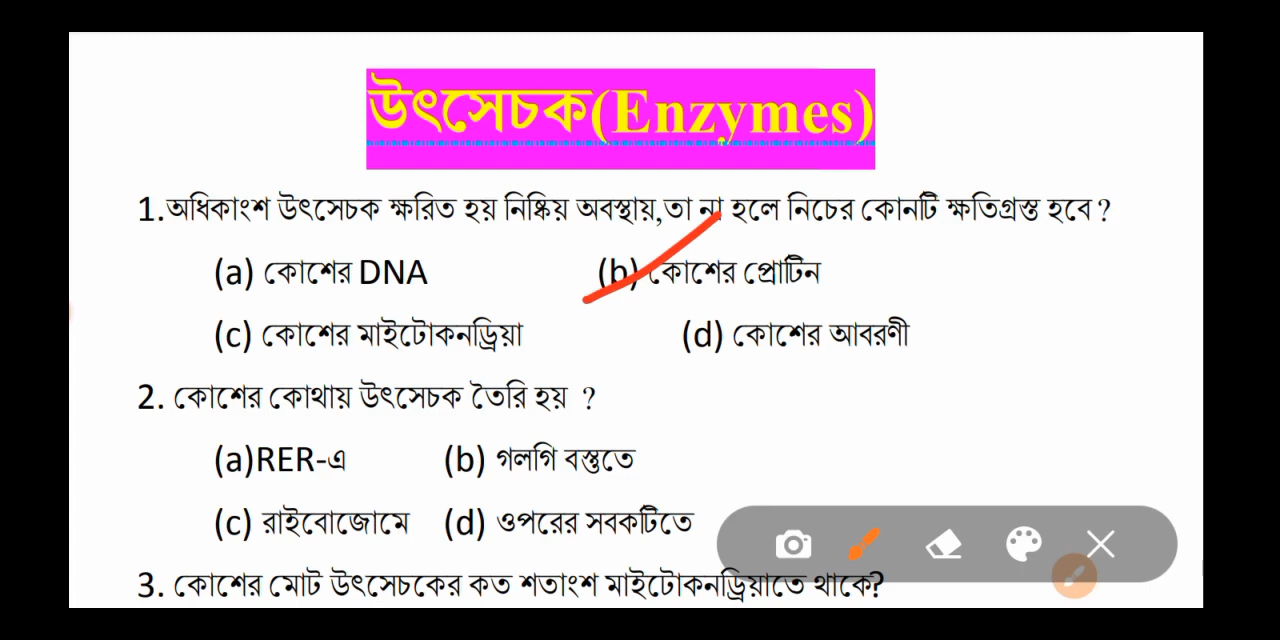 উৎসেচক(Enzymes)
1.অধিকাংশ উৎসেচক ক্ষরিত হয় নিষ্কিয় অবস্থায়,তা না হলে নিচের কোনটি ক্ষতিগ্রস্ত হবে ?
(a) কোশের DNA (b) কোশের প্রোটিন
(c) কোশের মাইটোকনড্রিয়া (d) কোশের আবরণী
2. কোশের কোথায় উৎসেচক তৈরি হয় ?
(a)RER-এ (b) গলগি বস্তুতে
(c) রাইবোজোমে (d) ওপরের সবকটিতে
3. কোশের মোট উৎসেচকের কত শতাংশ মাইটোকনড্রিয়াতে থাকে?